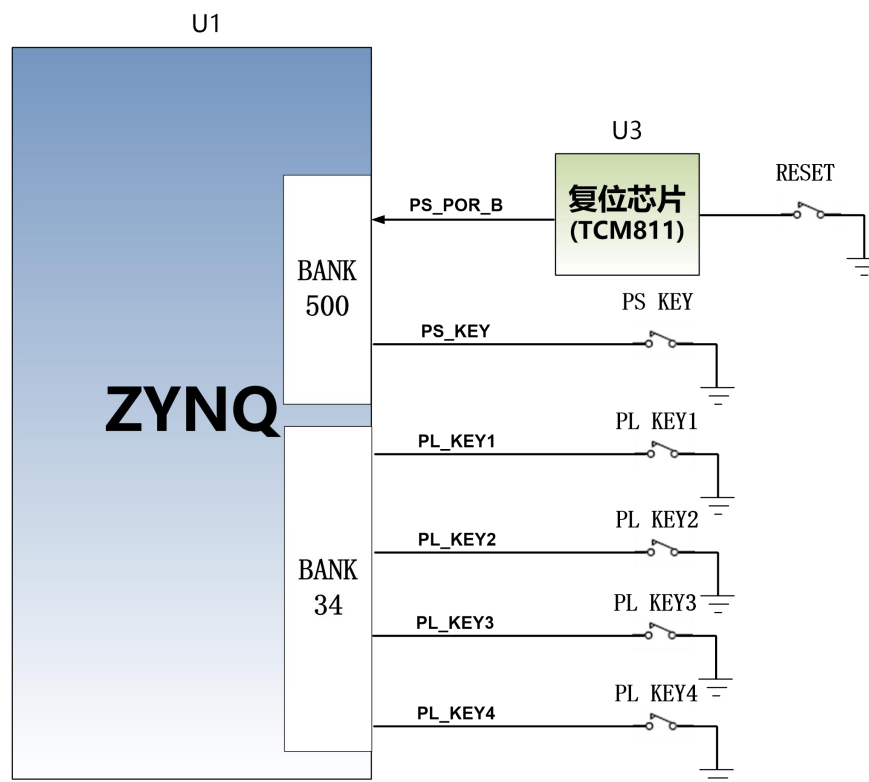 U1
U3
复位芯片
(TCM811)
RESET
PS_POR_B
BANK
500
PS KEY
PS_KEY
ZYNQ
PL KEY1
PL_KEY1
PL KEY2
PL_KEY2
BANK
34
PL KEY3
PL_KEY3
PL KEY4
PL_KEY4